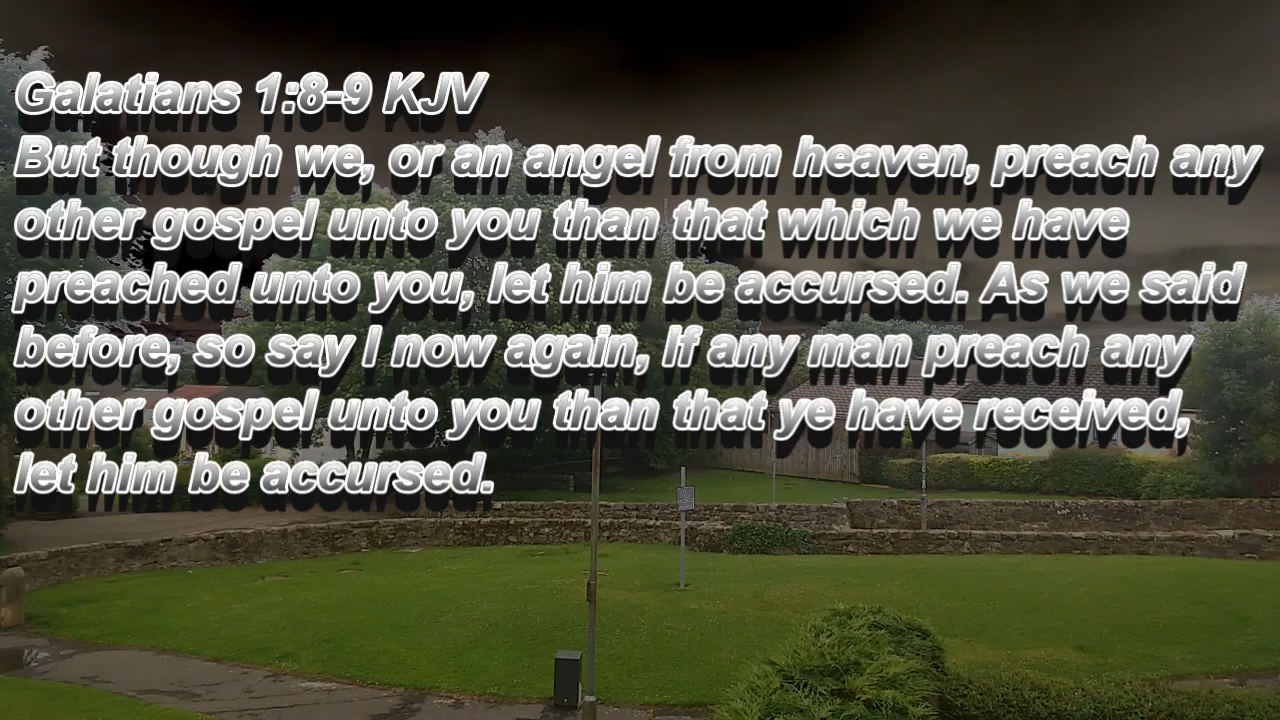 Galatians 1:8-9 KJV
But though we, or an angel from heaven, preach any
other gospel unto you than that which we have
preached unto you, let him be accursed. As we said
before, so say I now again, If any man preach any
other gospel unto you than that ye have received,
let him be accursed.